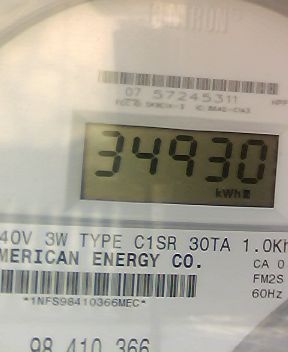 07 57245311
34930
kWh
40V 3W TYPE C1SR 30TA 1.0Kh
MERICAN ENERGY CO.
CA 0
FM2S
60Hz
*1NFS98410366MEC*
98 410 366